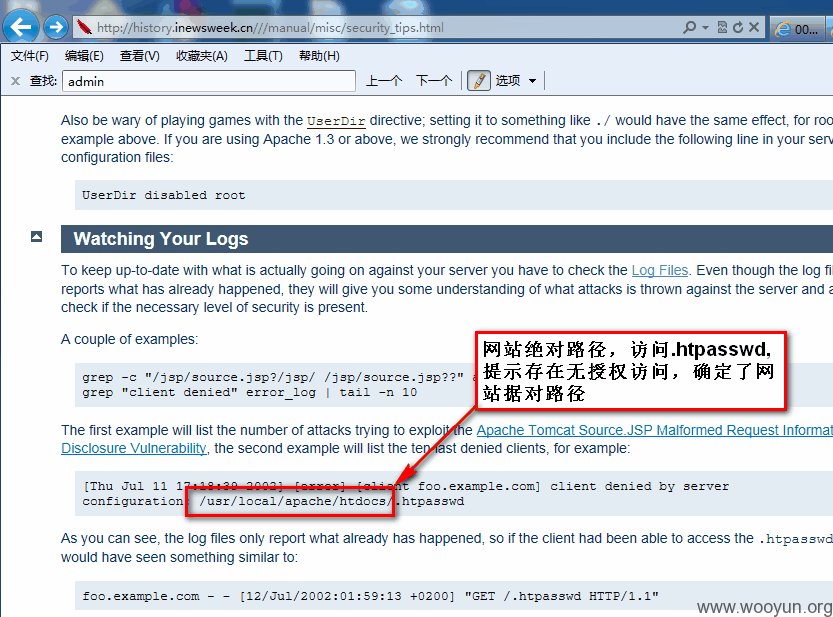 http://history.inewsweek.cn///manual/misc/security_tips.html
00...
文件(F) 编辑(E) 查看(V) 收藏夹(A) 工具(T) 帮助(H)
x 查找: admin 上一个 下一个 选项
Also be wary of playing games with the UserDir directive; setting it to something like ./ would have the same effect, for roo
example above. If you are using Apache 1.3 or above, we strongly recommend that you include the following line in your serv
configuration files:
UserDir disabled root
Watching Your Logs
To keep up-to-date with what is actually going on against your server you have to check the Log Files. Even though the log fil
reports what has already happened, they will give you some understanding of what attacks is thrown against the server and a
check if the necessary level of security is present.
A couple of examples:
grep -c "/jsp/source.jsp?/jsp/ /jsp/source.jsp??" a
grep "client denied" error_log | tail -n 10
网站绝对路径，访问.htpasswd,
提示存在无授权访问，确定了网
站据对路径
The first example will list the number of attacks trying to exploit the Apache Tomcat Source.JSP Malformed Request Informat
Disclosure Vulnerability, the second example will list the ten last denied clients, for example:
[Thu Jul 11 17:18:39 2002] [error] [client foo.example.com] client denied by server
configuration: /usr/local/apache/htdocs/.htpasswd
As you can see, the log files only report what already has happened, so if the client had been able to access the .htpasswd
would have seen something similar to:
foo.example.com - - [12/Jul/2002:01:59:13 +0200] "GET /.htpasswd HTTP/1.1"
www.wooyun.org